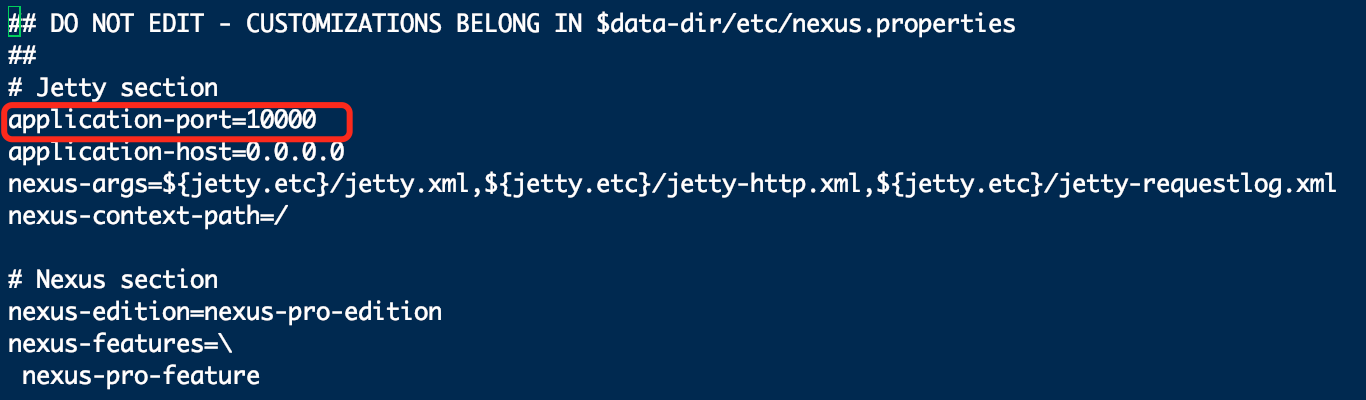 ## DO NOT EDIT - CUSTOMIZATIONS BELONG IN $data-dir/etc/nexus.properties
##
# Jetty section
application-port=10000
application-host=0.0.0.0
nexus-args=${jetty.etc}/jetty.xml,${jetty.etc}/jetty-http.xml,${jetty.etc}/jetty-requestlog.xml
nexus-context-path=/
# Nexus section
nexus-edition=nexus-pro-edition
nexus-features=\
 nexus-pro-feature